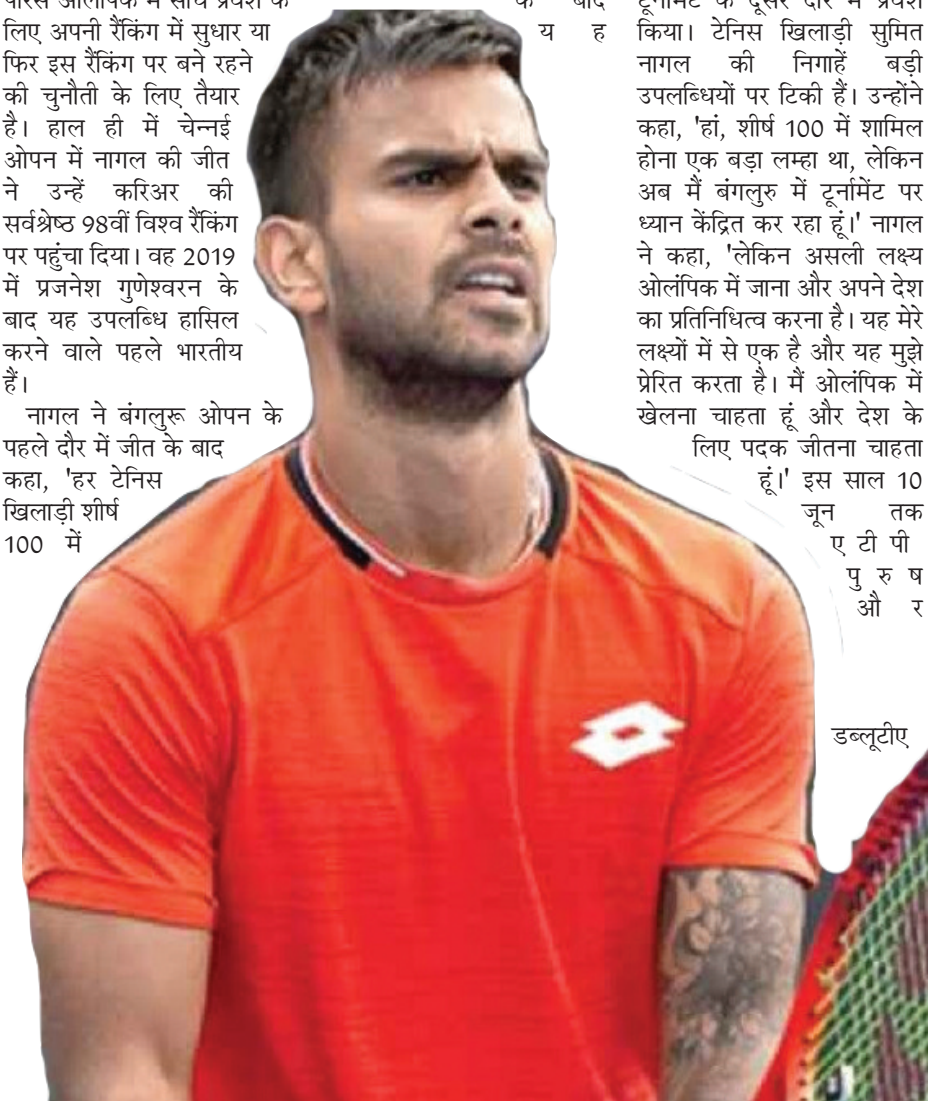 पेरिस ओलंपिक में सीधे प्रवेश के
लिए अपनी रैंकिंग में सुधार या
फिर इस रैंकिंग पर बने रहने
की चुनौती के लिए तैयार
है। हाल ही में चेन्नई
ओपन में नागल की जीत
ने उन्हें करिअर की
सर्वश्रेष्ठ 98वीं विश्व रैंकिंग
पर पहुंचा दिया। वह 2019
में प्रजनेश गुणेश्वरन के
बाद यह उपलब्धि हासिल
करने वाले पहले भारतीय
हैं।
नागल ने बंगलुरू ओपन के
पहले दौर में जीत के बाद
कहा, 'हर टेनिस
खिलाड़ी शीर्ष
100 में
के बाद
य ह
टूर्नामेंट के दूसरे दौर में प्रवेश
किया। टेनिस खिलाड़ी सुमित
नागल की निगाहें बड़ी
उपलब्धियों पर टिकी हैं। उन्होंने
कहा, 'हां, शीर्ष 100 में शामिल
होना एक बड़ा लम्हा था, लेकिन
अब मैं बंगलुरु में टूर्नामेंट पर
ध्यान केंद्रित कर रहा हूं।' नागल
ने कहा, 'लेकिन असली लक्ष्य
ओलंपिक में जाना और अपने देश
का प्रतिनिधित्व करना है। यह मेरे
लक्ष्यों में से एक है और यह मुझे
प्रेरित करता है। मैं ओलंपिक में
खेलना चाहता हूं और देश के
लिए पदक जीतना चाहता
हूं।' इस साल 10
जून तक
ए टी पी
पु रु ष
औ र
डब्लूटीए